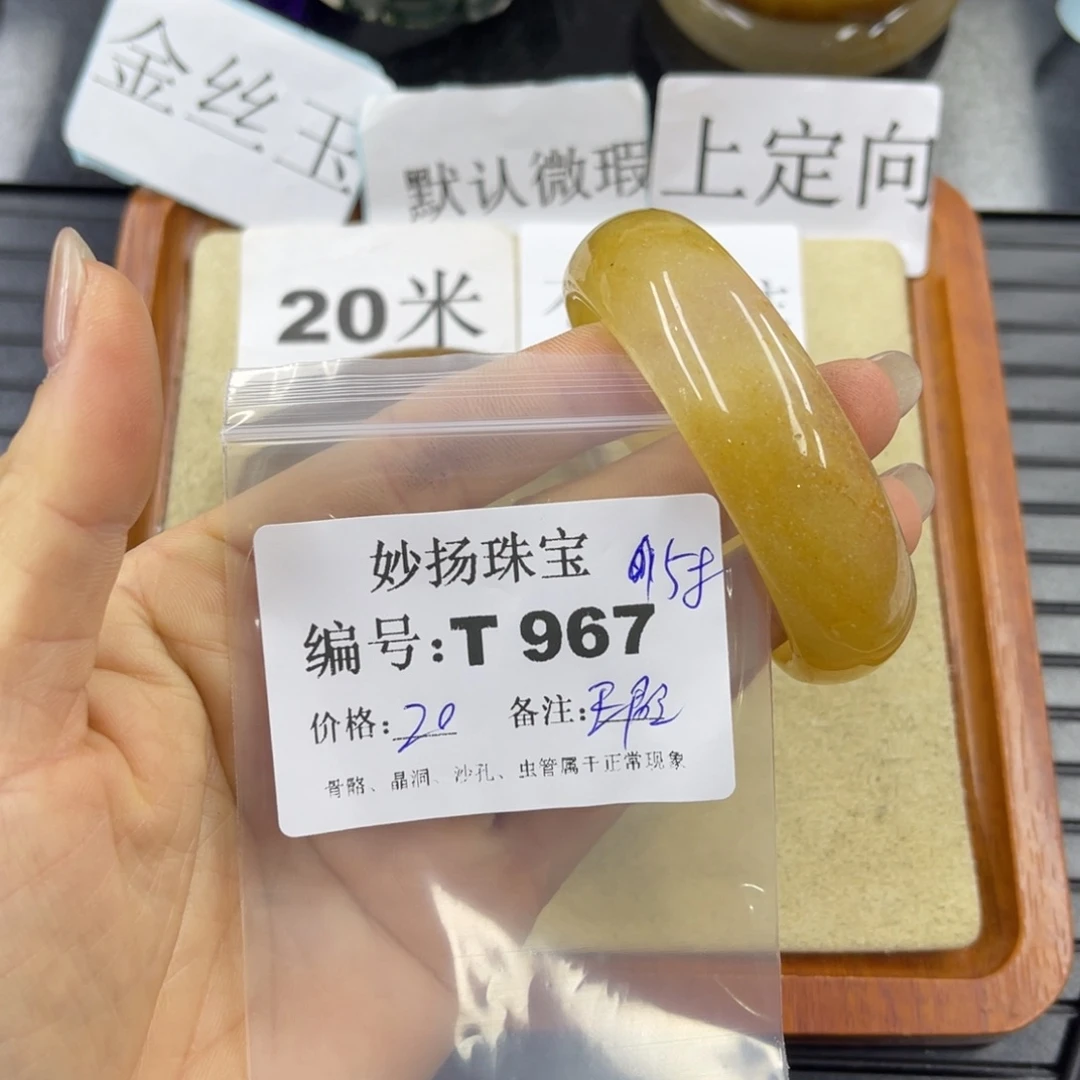 金丝玉
默认微瑕
上定向
20米
妙扬珠宝
编号:T 967
价格:20 备注:
骨骼、晶洞、沙孔、虫管属于正常现象